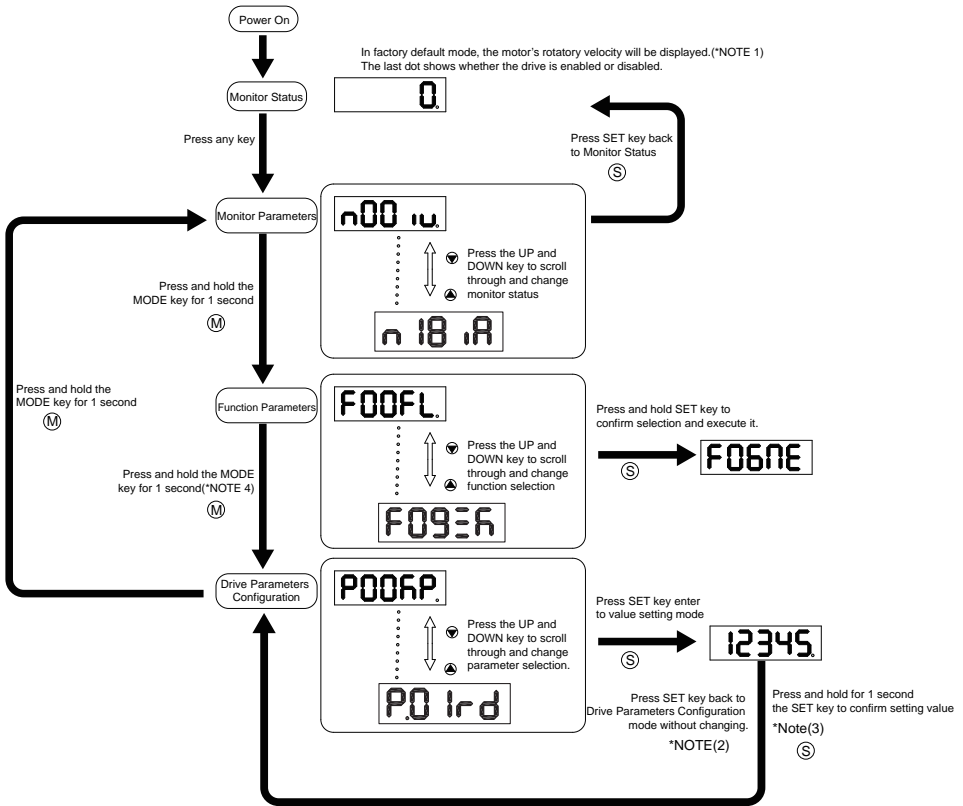 Power On
In factory default mode, the motor's rotatory velocity will be displayed.(*NOTE 1)
The last dot shows whether the drive is enabled or disabled.
Monitor Status
0.
Press any key
Press SET key back
to Monitor Status
S
Monitor Parameters
n00 iu.
Press the UP and
DOWN key to scroll
through and change
monitor status
n 18 iA
Press and hold the
MODE key for 1 second
M
Press and hold the
MODE key for 1 second
M
Function Parameters
F00FL.
Press the UP and
DOWN key to scroll
through and change
function selection
Press and hold SET key to
confirm selection and execute it.
S
Press and hold the MODE
key for 1 second(*NOTE 4)
M
Drive Parameters
Configuration
Press the UP and
DOWN key to scroll
through and change
parameter selection.
P.01rd
Press SET key enter
to value setting mode
S
12345.
Press SET key back to
Drive Parameters Configuration
mode without changing.
*NOTE(2)
Press and hold for 1 second
the SET key to confirm setting value
*Note(3)
S